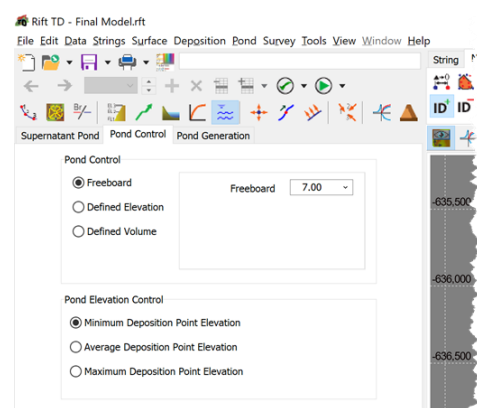 Rift TD - Final Model.rft
File Edit Data Strings Surface Deposition Pond Survey Tools View Window Help
String
ID+ ID-
Supernatant Pond Pond Control Pond Generation
Pond Control
Freeboard
Freeboard 7.00
Defined Elevation
Defined Volume
-635,500
-636,000
Pond Elevation Control
Minimum Deposition Point Elevation
Average Deposition Point Elevation
-636,500
Maximum Deposition Point Elevation